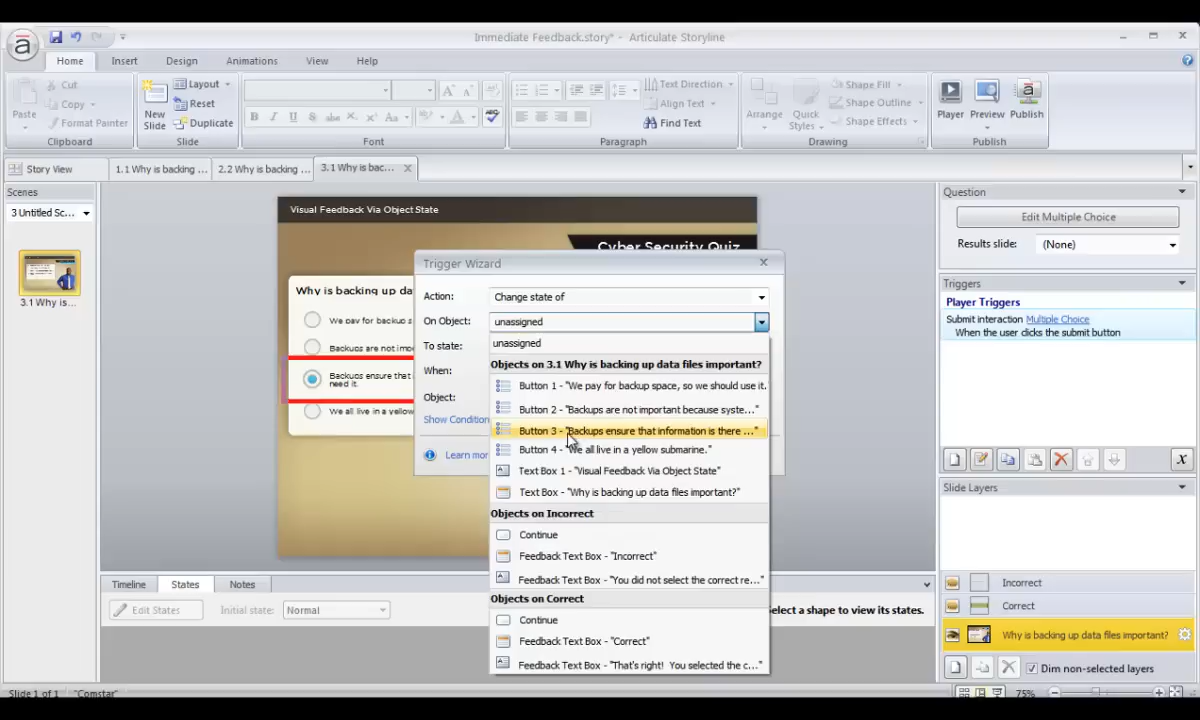 Immediate Feedback.story* - Articulate Storyline
Home Insert Design Animations View Help
Paste
Cut
Copy
Format Painter
Clipboard
New
Slide
Layout
Reset
Duplicate
Slide
B I U S abc
Aa
A
Font
Text Direction
Align Text
Find Text
Paragraph
Arrange
Quick
Styles
Shape Fill
Shape Outline
Shape Effects
Drawing
Player Preview Publish
Publish
Story View
1.1 Why is backing ...
2.2 Why is backing ...
3.1 Why is bac...
Scenes
3 Untitled Sc...
3.1 Why is...
Visual Feedback Via Object State
Cyber Security Quiz
Why is backing up da
We pay for backup s
Backups are not impo
Backups ensure that
need it.
We all live in a yellow
Trigger Wizard
Action: Change state of
On Object: unassigned
To state:
When:
Object:
Show Condition
Learn mor
unassigned
Objects on 3.1 Why is backing up data files important?
Button 1 - "We pay for backup space, so we should use it.
Button 2 - "Backups are not important because syste..."
Button 3 - "Backups ensure that information is there ..."
Button 4 - "We all live in a yellow submarine."
Text Box 1 - "Visual Feedback Via Object State"
Text Box - "Why is backing up data files important?"
Objects on Incorrect
Continue
Feedback Text Box - "Incorrect"
Feedback Text Box - "You did not select the correct re..."
Objects on Correct
Continue
Feedback Text Box - "Correct"
Feedback Text Box - "That's right!  You selected the c..."
Timeline States Notes
Edit States
Initial state: Normal
Select a shape to view its states.
Question
Edit Multiple Choice
Results slide: (None)
Triggers
Player Triggers
Submit interaction Multiple Choice
When the user clicks the submit button
Slide Layers
Incorrect
Correct
Why is backing up data files important?
Dim non-selected layers
Slide 1 of 1 "Comstar"
75%